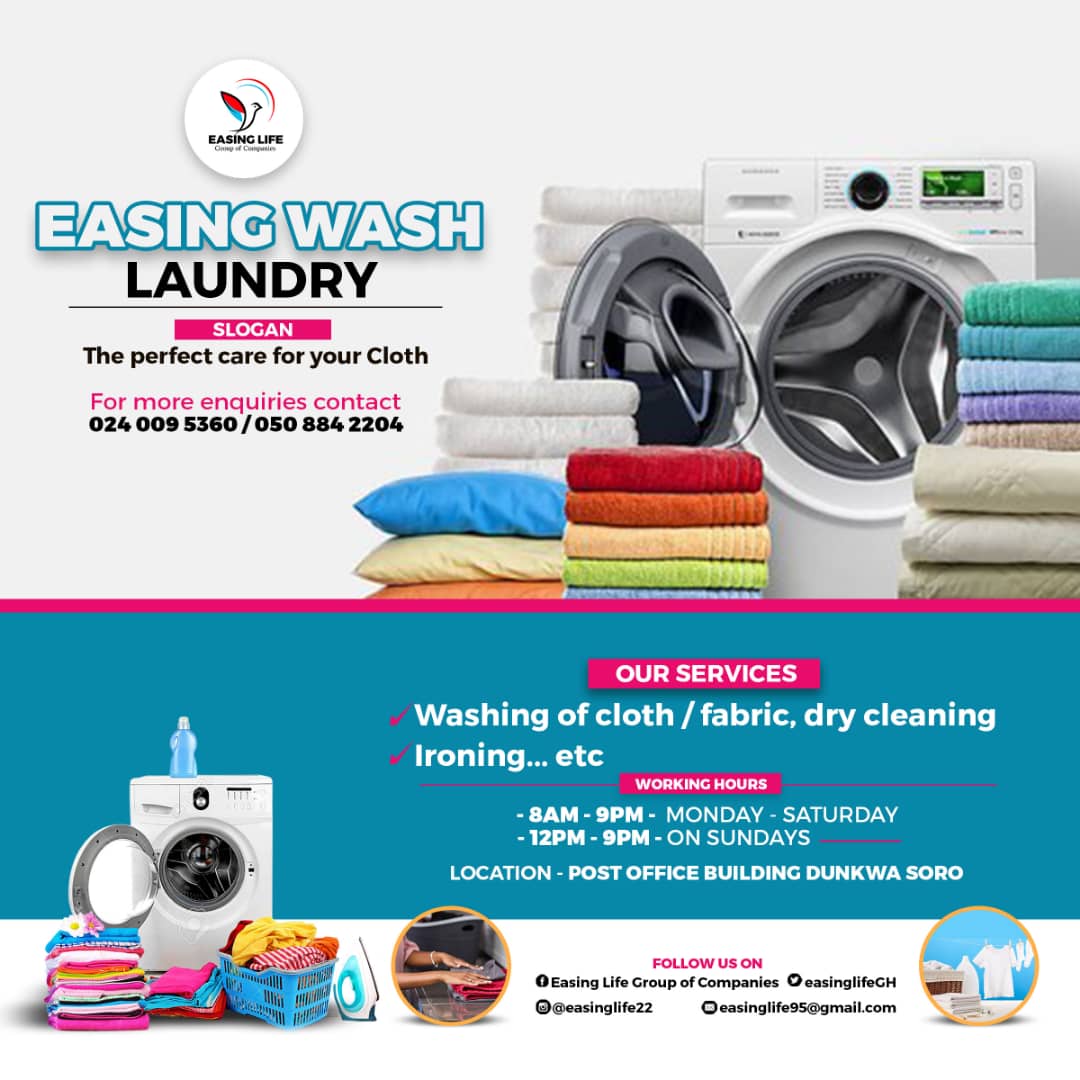 EASING LIFE
Group of Companies
EASING WASH
LAUNDRY
SLOGAN
The perfect care for your Cloth
For more enquiries contact
024 009 5360 / 050 884 2204
OUR SERVICES
✓Washing of cloth / fabric, dry cleaning
✓Ironing... etc
WORKING HOURS
- 8AM - 9PM - MONDAY - SATURDAY
- 12PM - 9PM - ON SUNDAYS
LOCATION - POST OFFICE BUILDING DUNKWA SORO
FOLLOW US ON
Easing Life Group of Companies easinglifeGH
@easinglife22 easinglife95@gmail.com